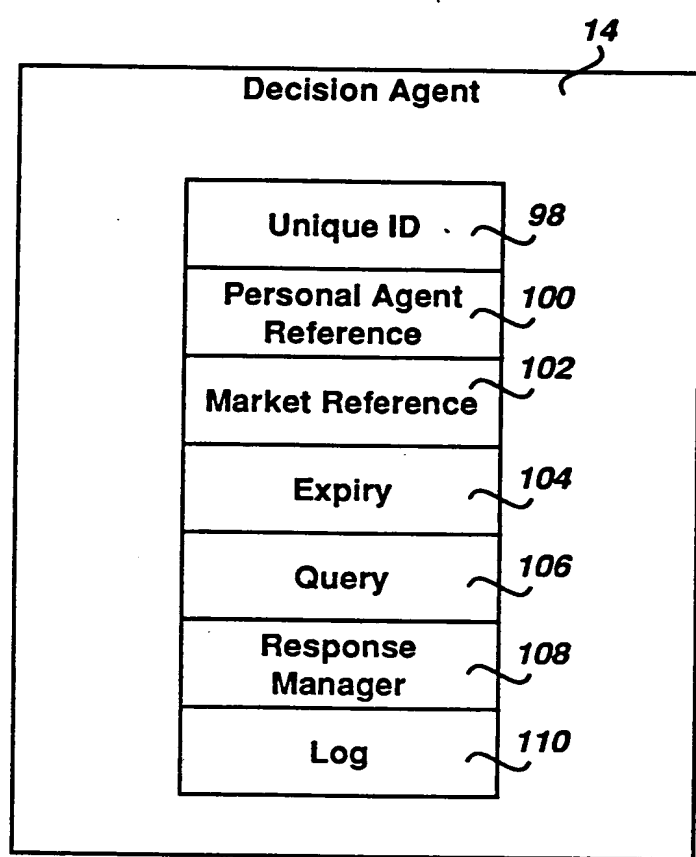 14
Decision Agent
Unique ID
98
Personal Agent
Reference
100
Market Reference
102
Expiry
104
Query
106
Response
Manager
108
Log
110